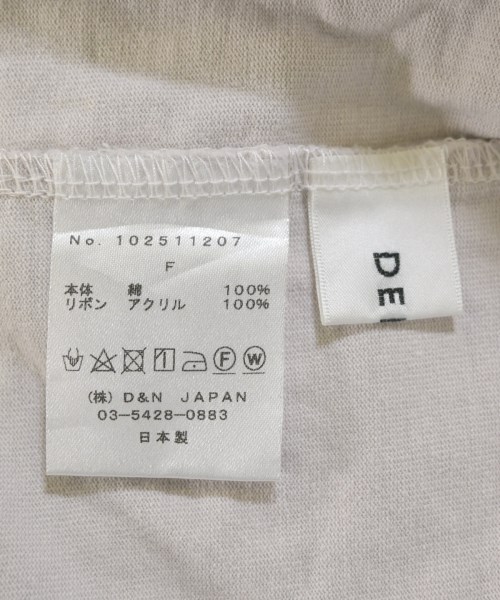 No. 102511207
F
本体 綿 100%
リボン アクリル 100%
F W
(株) D&N JAPAN
03-5428-0883
日本製
DE